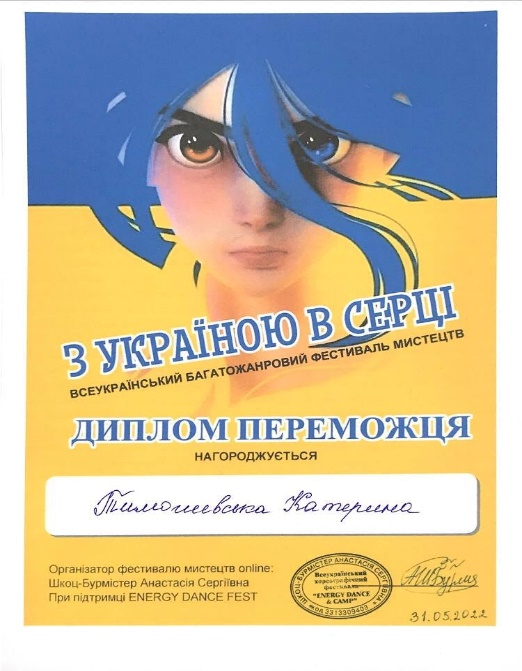 З УКРАЇНОЮ В СЕРЦІ
ВСЕУКРАЇНСЬКИЙ БАГАТОЖАНРОВИЙ ФЕСТИВАЛЬ МИСТЕЦТВ
ДИПЛОМ ПЕРЕМОЖЦЯ
НАГОРОДЖУЄТЬСЯ
Тимошевська Катерина
Організатор фестивалю мистецтв online:
Шкоц-Бурмістер Анастасія Сергіївна
При підтримці ENERGY DANCE FEST
ШКОЦ-БУРМІСТЕР АНАСТАСІЯ СЕРГІЇВНА
Всеукраїнський
хореографічний
фестиваль
"ENERGY DANCE
& CAMP"
31.05.2022